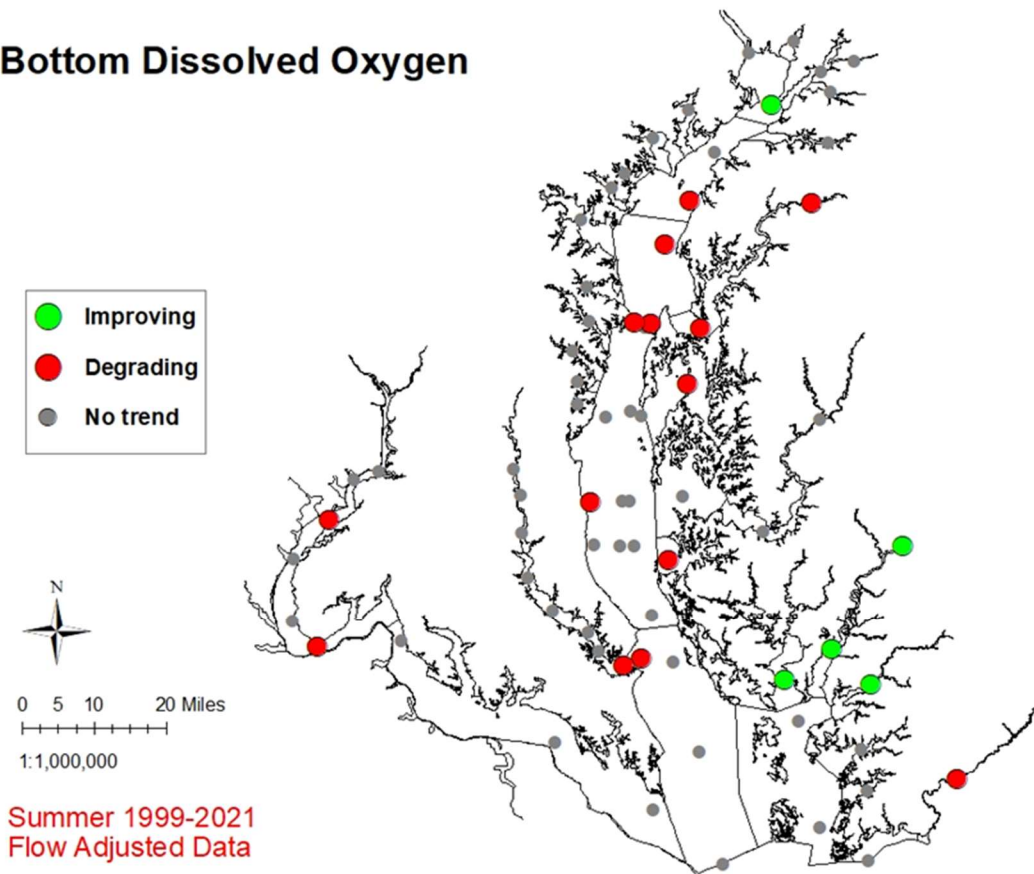 Bottom Dissolved Oxygen
Improving
Degrading
No trend
N
0 5 10 20 Miles
1:1,000,000
Summer 1999-2021
Flow Adjusted Data